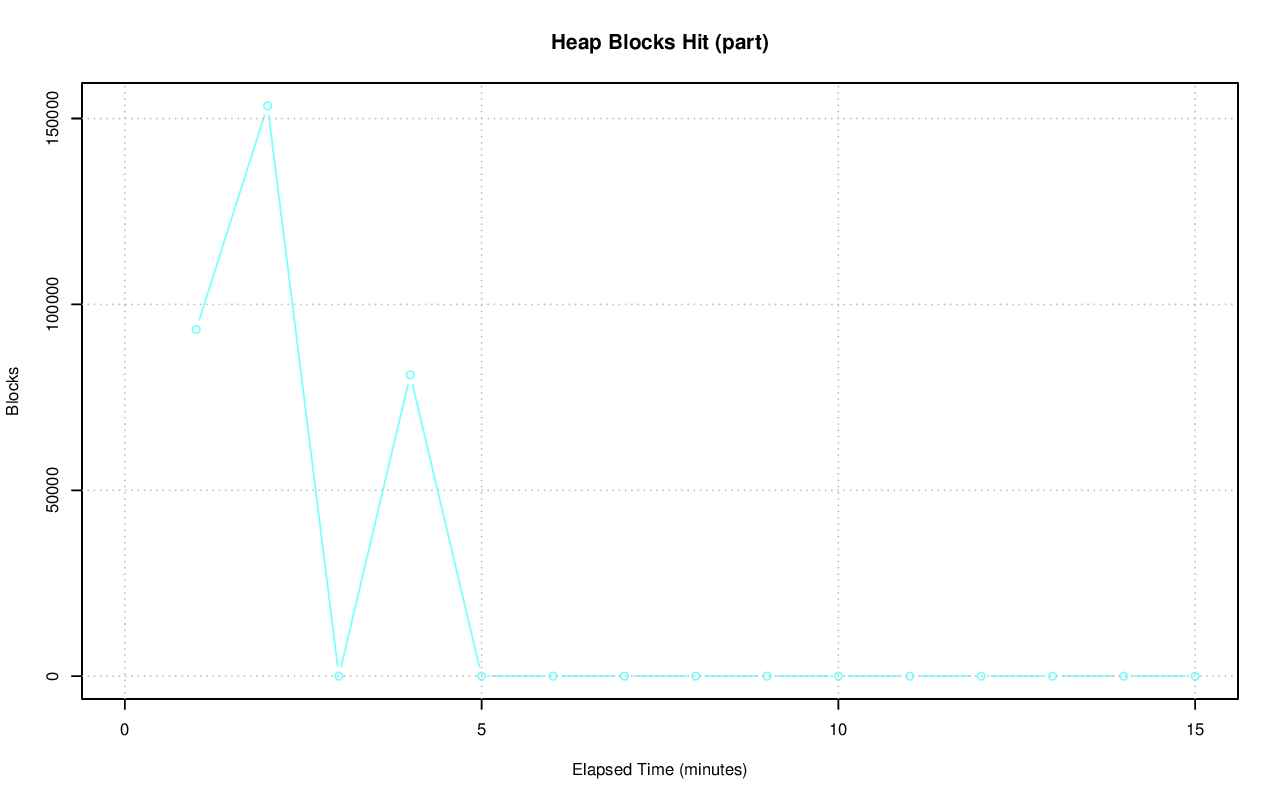 Heap Blocks Hit (part)
Blocks
150000
100000
50000
0
0 5 10 15
Elapsed Time (minutes)